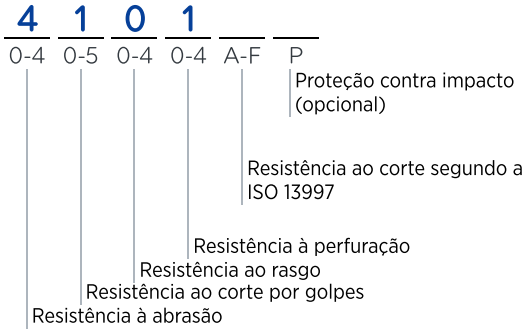 4 1 0 1
0-4 0-5 0-4 0-4 A-F P
Proteção contra impacto
(opcional)
Resistência ao corte segundo a
ISO 13997
Resistência à perfuração
Resistência ao rasgo
Resistência ao corte por golpes
Resistência à abrasão